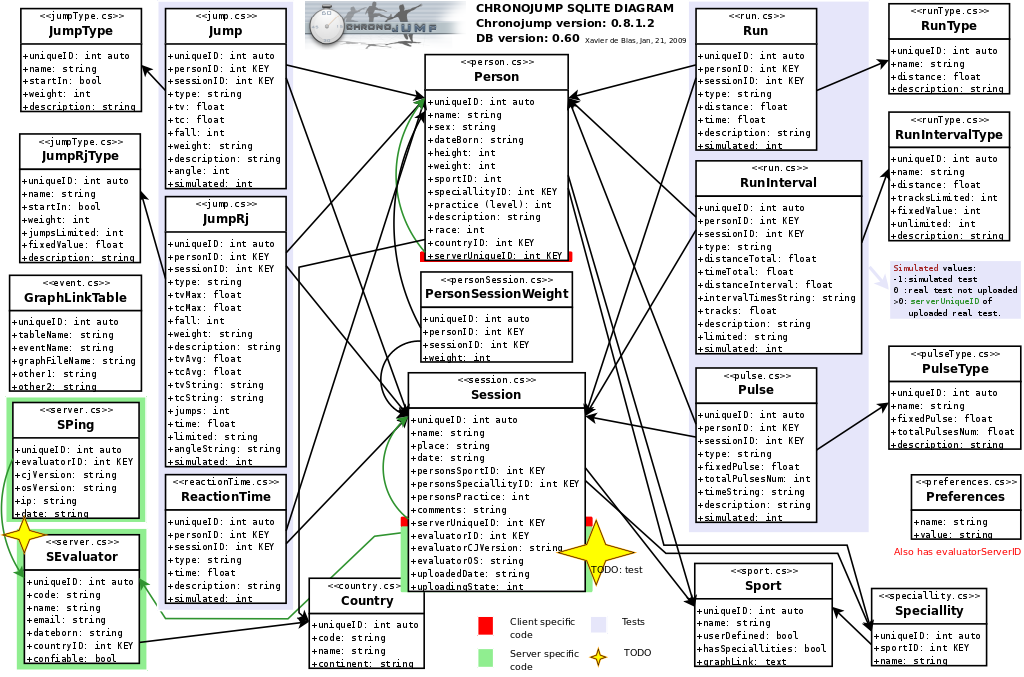 CHRONOJUMP SQLITE DIAGRAM
Chronojump version: 0.8.1.2
DB version: 0.60 Xavier de Blas, Jan, 21, 2009
CHRONOJUMP
<<jumpType.cs>>
JumpType
+uniqueID: int auto
+name: string
+startIn: bool
+weight: int
+description: string
<<jumpType.cs>>
JumpRjType
+uniqueID: int auto
+name: string
+startIn: bool
+weight: int
+jumpsLimited: int
+fixedValue: float
+description: string
<<event.cs>>
GraphLinkTable
+uniqueID: int auto
+tableName: string
+eventName: string
+graphFileName: string
+other1: string
+other2: string
<<server.cs>>
SPing
+uniqueID: int auto
+evaluatorID: int KEY
+cjVersion: string
+osVersion: string
+ip: string
+date: string
<<server.cs>>
SEvaluator
+uniqueID: int auto
+code: string
+name: string
+email: string
+dateborn: string
+countryID: int KEY
+confiable: bool
<<jump.cs>>
Jump
+uniqueID: int auto
+personID: int KEY
+sessionID: int KEY
+type: string
+tv: float
+tc: float
+fall: int
+weight: string
+description: string
+angle: int
+simulated: int
<<jump.cs>>
JumpRj
+uniqueID: int auto
+personID: int KEY
+sessionID: int KEY
+type: string
+tvMax: float
+tcMax: float
+fall: int
+weight: string
+description: string
+tvAvg: float
+tcAvg: float
+tvString: string
+tcString: string
+jumps: int
+time: float
+limited: string
+angleString: string
+simulated: int
<<reactionTime.cs>>
ReactionTime
+uniqueID: int auto
+personID: int KEY
+sessionID: int KEY
+type: string
+time: float
+description: string
+simulated: int
<<person.cs>>
Person
+uniqueID: int auto
+name: string
+sex: string
+dateBorn: string
+height: int
+weight: int
+sportID: int
+speciallityID: int KEY
+practice (level): int
+description: string
+race: int
+countryID: int KEY
+serverUniqueID: int KEY
<<personSession.cs>>
PersonSessionWeight
+uniqueID: int auto
+personID: int KEY
+sessionID: int KEY
+weight: int
<<session.cs>>
Session
+uniqueID: int auto
+name: string
+place: string
+date: string
+personsSportID: int KEY
+personsSpeciallityID: int KEY
+personsPractice: int
+comments: string
+serverUniqueID: int KEY
+evaluatorID: int KEY
+evaluatorCJVersion: string
+evaluatorOS: string
+uploadedDate: string
+uploadingState: int
TODO: test
<<country.cs>>
Country
+uniqueID: int auto
+code: string
+name: string
+continent: string
Client specific
code
Tests
Server specific
code
TODO
<<run.cs>>
Run
+uniqueID: int auto
+personID: int KEY
+sessionID: int KEY
+type: string
+distance: float
+time: float
+description: string
+simulated: int
<<run.cs>>
RunInterval
+uniqueID: int auto
+personID: int KEY
+sessionID: int KEY
+type: string
+distanceTotal: float
+timeTotal: float
+distanceInterval: float
+intervalTimesString: string
+tracks: float
+description: string
+limited: string
+simulated: int
<<pulse.cs>>
Pulse
+uniqueID: int auto
+personID: int KEY
+sessionID: int KEY
+type: string
+fixedPulse: float
+totalPulsesNum: int
+timeString: string
+description: string
+simulated: int
<<sport.cs>>
Sport
+uniqueID: int auto
+name: string
+userDefined: bool
+hasSpeciallities: bool
+graphLink: text
<<runType.cs>>
RunType
+uniqueID: int auto
+name: string
+distance: float
+description: string
<<runType.cs>>
RunIntervalType
+uniqueID: int auto
+name: string
+distance: float
+tracksLimited: int
+fixedValue: int
+unlimited: int
+description: string
Simulated values:
-1:simulated test
0 :real test not uploaded
>0: serverUniqueID of
uploaded real test.
<<pulseType.cs>>
PulseType
+uniqueID: int auto
+name: string
+fixedPulse: float
+totalPulsesNum: float
+description: string
<<preferences.cs>>
Preferences
+name: string
+value: string
Also has evaluatorServerID
<<speciallity.cs>>
Speciallity
+uniqueID: int auto
+sportID: int KEY
+name: string